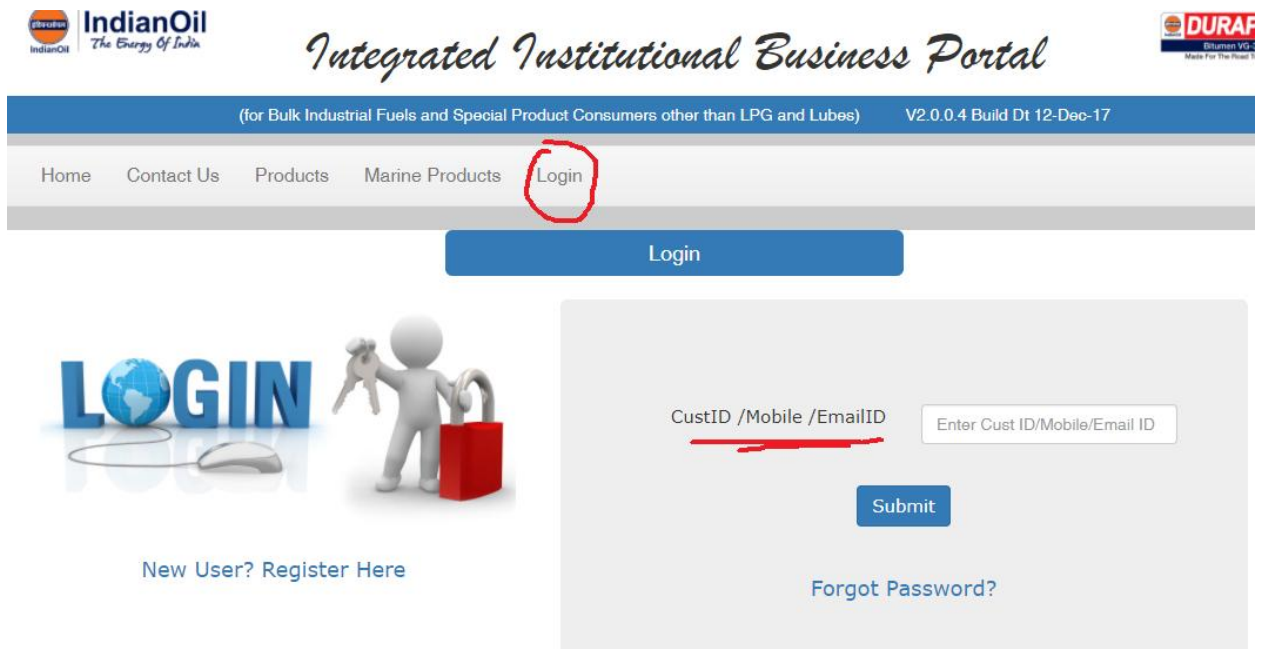 IndianOil
The Energy Of India
IndianOil
Integrated Institutional Business Portal
DURAF
Bitumen VG-3
Made For The Road T
(for Bulk Industrial Fuels and Special Product Consumers other than LPG and Lubes) V2.0.0.4 Build Dt 12-Dec-17
Home Contact Us Products Marine Products Login
Login
LOGIN
CustID /Mobile /EmailID Enter Cust ID/Mobile/Email ID
Submit
New User? Register Here
Forgot Password?